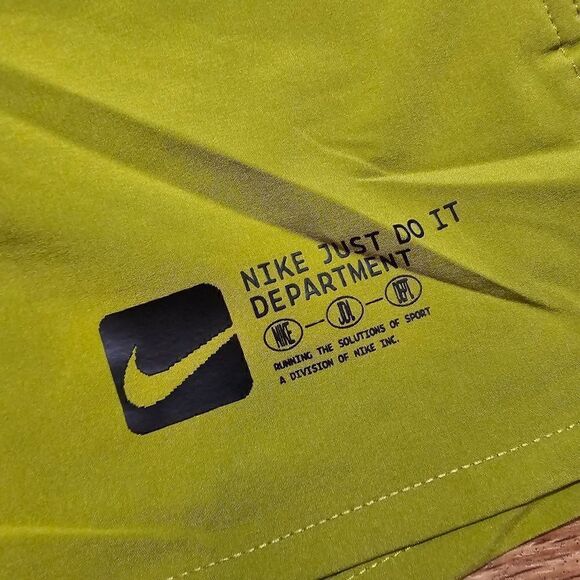 NIKE JUST DO IT
DEPARTMENT
NIKE — JDI. — DEPT
RUNNING THE SOLUTIONS OF SPORT
A DIVISION OF NIKE INC.